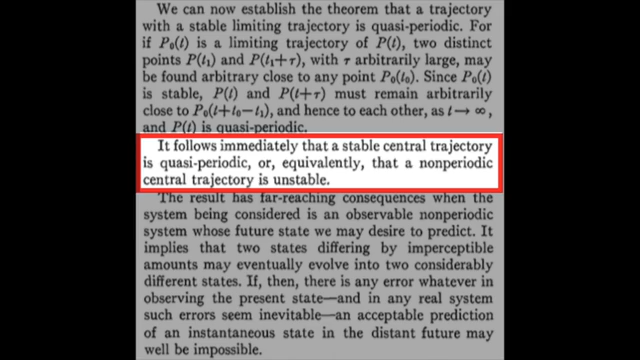 We can now establish the theorem that a trajectory
with a stable limiting trajectory is quasi-periodic. For
if P₀(t) is a limiting trajectory of P(t), two distinct
points P(t₁) and P(t₁+τ), with τ arbitrarily large, may
be found arbitrary close to any point P₀(t₀). Since P₀(t)
is stable, P(t) and P(t+τ) must remain arbitrarily
close to P₀(t+t₀−t₁), and hence to each other, as t→∞,
and P(t) is quasi-periodic.
It follows immediately that a stable central trajectory
is quasi-periodic, or, equivalently, that a nonperiodic
central trajectory is unstable.
The result has far-reaching consequences when the
system being considered is an observable nonperiodic
system whose future state we may desire to predict. It
implies that two states differing by imperceptible
amounts may eventually evolve into two considerably
different states. If, then, there is any error whatever in
observing the present state—and in any real system
such errors seem inevitable—an acceptable prediction
of an instantaneous state in the distant future may
well be impossible.